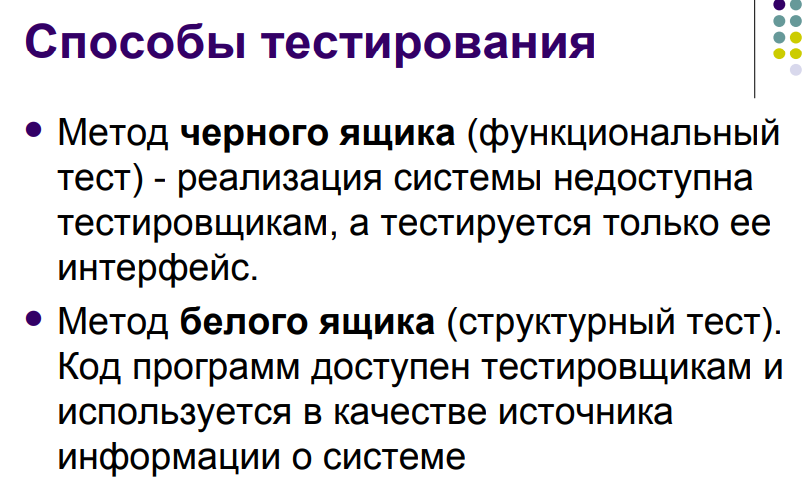 Способы тестирования
Метод черного ящика (функциональный
тест) - реализация системы недоступна
тестировщикам, а тестируется только ее
интерфейс.
Метод белого ящика (структурный тест).
Код программ доступен тестировщикам и
используется в качестве источника
информации о системе